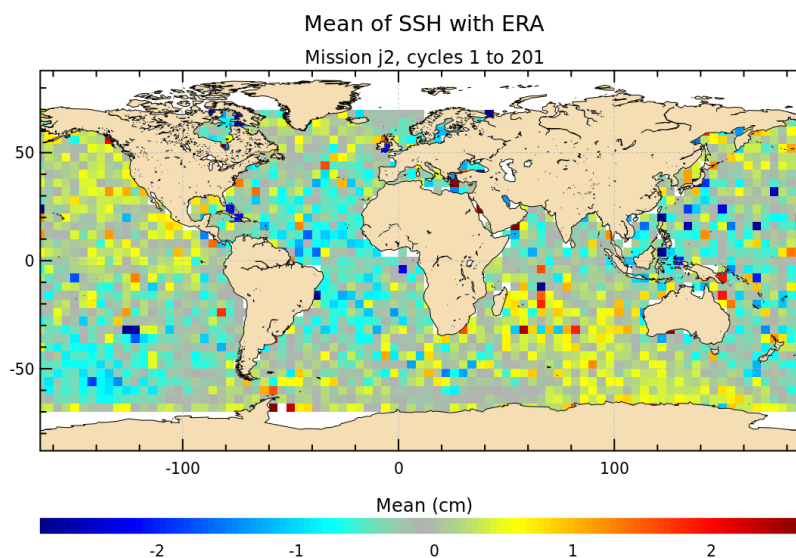 Mean of SSH with ERA
Mission j2, cycles 1 to 201
50
0
-50
-100 0 100
Mean (cm)
-2 -1 0 1 2